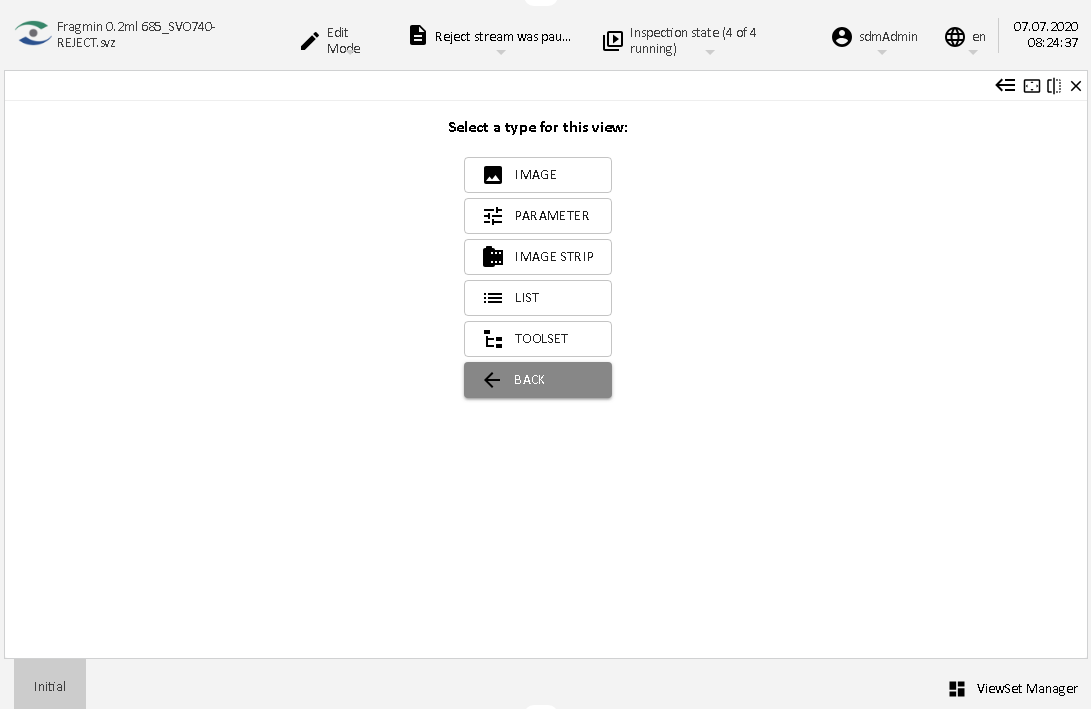 Fragmin 0.2ml 685_SVO740-
REJECT.svz
Edit
Mode
Reject stream was pau...
Inspection state (4 of 4
running)
sdmAdmin
en
07.07.2020
08:24:37
Select a type for this view:
IMAGE
PARAMETER
IMAGE STRIP
LIST
TOOLSET
BACK
Initial
ViewSet Manager